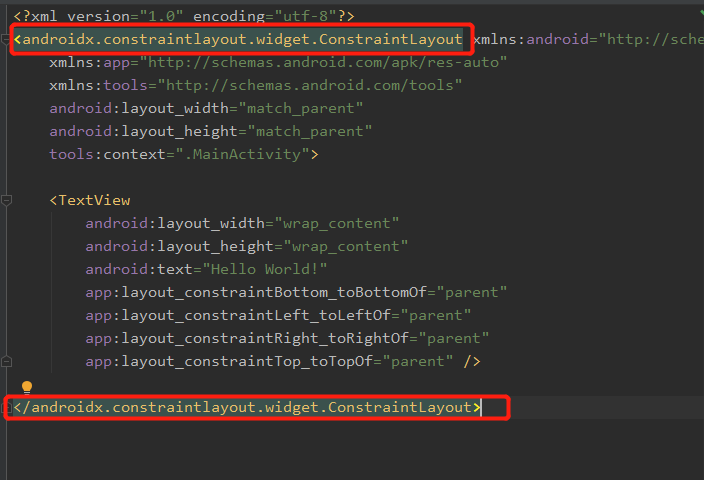 <?xml version="1.0" encoding="utf-8"?>
<androidx.constraintlayout.widget.ConstraintLayout xmlns:android="http://sche
xmlns:app="http://schemas.android.com/apk/res-auto"
xmlns:tools="http://schemas.android.com/tools"
android:layout_width="match_parent"
android:layout_height="match_parent"
tools:context=".MainActivity">
<TextView
android:layout_width="wrap_content"
android:layout_height="wrap_content"
android:text="Hello World!"
app:layout_constraintBottom_toBottomOf="parent"
app:layout_constraintLeft_toLeftOf="parent"
app:layout_constraintRight_toRightOf="parent"
app:layout_constraintTop_toTopOf="parent" />
</androidx.constraintlayout.widget.ConstraintLayout>